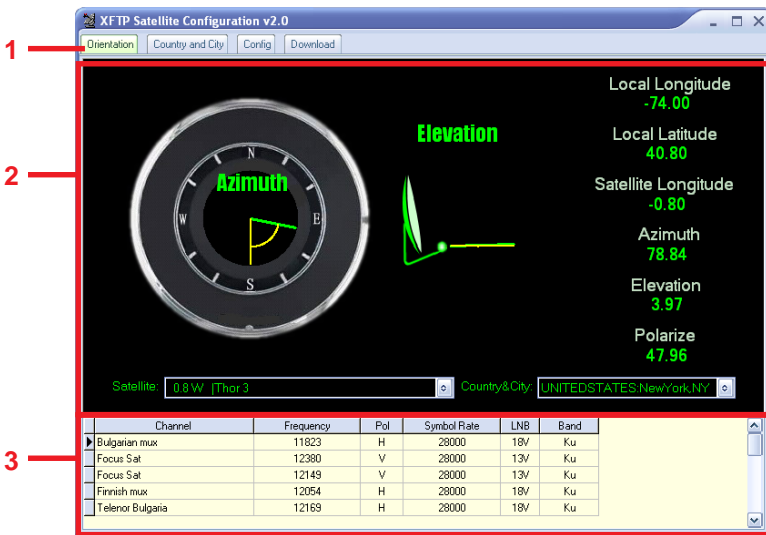 XFTP Satellite Configuration v2.0
1
Orientation Country and City Config Download
2
Azimuth
N
W E
S
Elevation
Local Longitude
-74.00
Local Latitude
40.80
Satellite Longitude
-0.80
Azimuth
78.84
Elevation
3.97
Polarize
47.96
Satellite: 0.8 W |Thor 3
Country&City: UNITEDSTATES:NewYork,NY
3
Channel Frequency Pol Symbol Rate LNB Band
Bulgarian mux 11823 H 28000 18V Ku
Focus Sat 12380 V 28000 13V Ku
Focus Sat 12149 V 28000 13V Ku
Finnish mux 12054 H 28000 18V Ku
Telenor Bulgaria 12169 H 28000 18V Ku